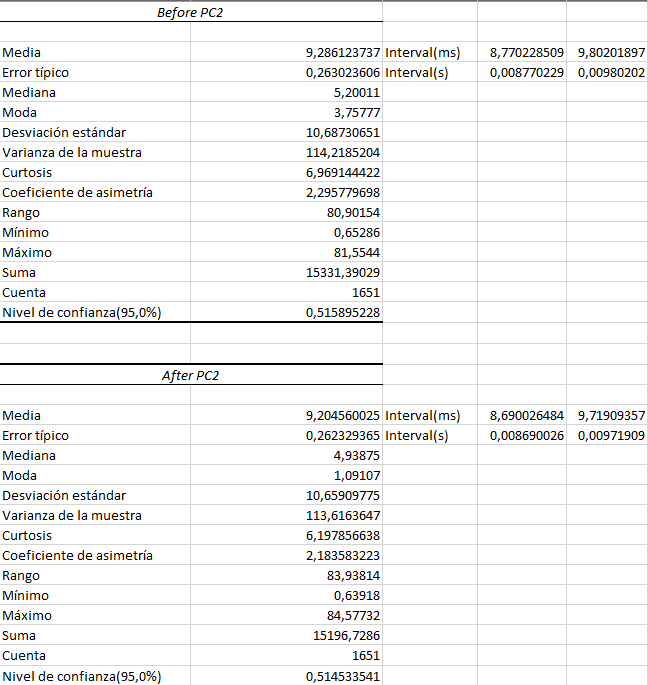 Before PC2
Media 9,286123737 Interval(ms) 8,770228509 9,80201897
Error típico 0,263023606 Interval(s) 0,008770229 0,00980202
Mediana 5,20011
Moda 3,75777
Desviación estándar 10,68730651
Varianza de la muestra 114,2185204
Curtosis 6,969144422
Coeficiente de asimetría 2,295779698
Rango 80,90154
Mínimo 0,65286
Máximo 81,5544
Suma 15331,39029
Cuenta 1651
Nivel de confianza(95,0%) 0,515895228
After PC2
Media 9,204560025 Interval(ms) 8,690026484 9,71909357
Error típico 0,262329365 Interval(s) 0,008690026 0,00971909
Mediana 4,93875
Moda 1,09107
Desviación estándar 10,65909775
Varianza de la muestra 113,6163647
Curtosis 6,197856638
Coeficiente de asimetría 2,183583223
Rango 83,93814
Mínimo 0,63918
Máximo 84,57732
Suma 15196,7286
Cuenta 1651
Nivel de confianza(95,0%) 0,514533541